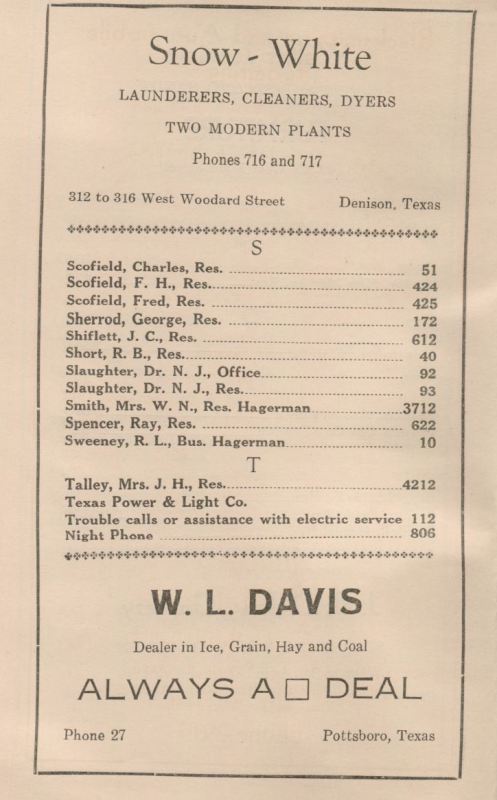 Snow - White
LAUNDERERS, CLEANERS, DYERS
TWO MODERN PLANTS
Phones 716 and 717
312 to 316 West Woodard Street Denison, Texas
S
Scofield, Charles, Res. 51
Scofield, F. H., Res. 424
Scofield, Fred, Res. 425
Sherrod, George, Res. 172
Shiflett, J. C., Res. 612
Short, R. B., Res. 40
Slaughter, Dr. N. J., Office 92
Slaughter, Dr. N. J., Res. 93
Smith, Mrs. W. N., Res. Hagerman 3712
Spencer, Ray, Res. 622
Sweeney, R. L., Bus. Hagerman 10
T
Talley, Mrs. J. H., Res. 4212
Texas Power & Light Co.
Trouble calls or assistance with electric service 112
Night Phone 806
W. L. DAVIS
Dealer in Ice, Grain, Hay and Coal
ALWAYS A □ DEAL
Phone 27 Pottsboro, Texas